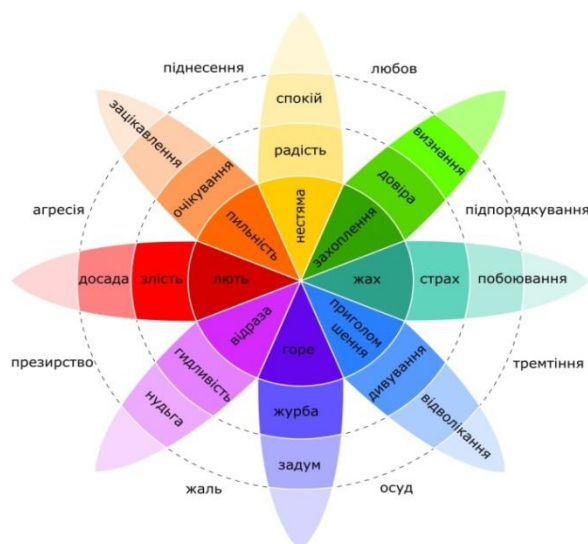 піднесення
любов
спокій
зацікавлення
визнання
радість
очікування
довіра
агресія
підпорядкування
пильність
нестяма
захоплення
досада
злість
лють
жах
страх
побоювання
відраза
горе
приголом
шення
презирство
гидливість
дивування
тремтіння
нудьга
журба
відволікання
задум
жаль
осуд